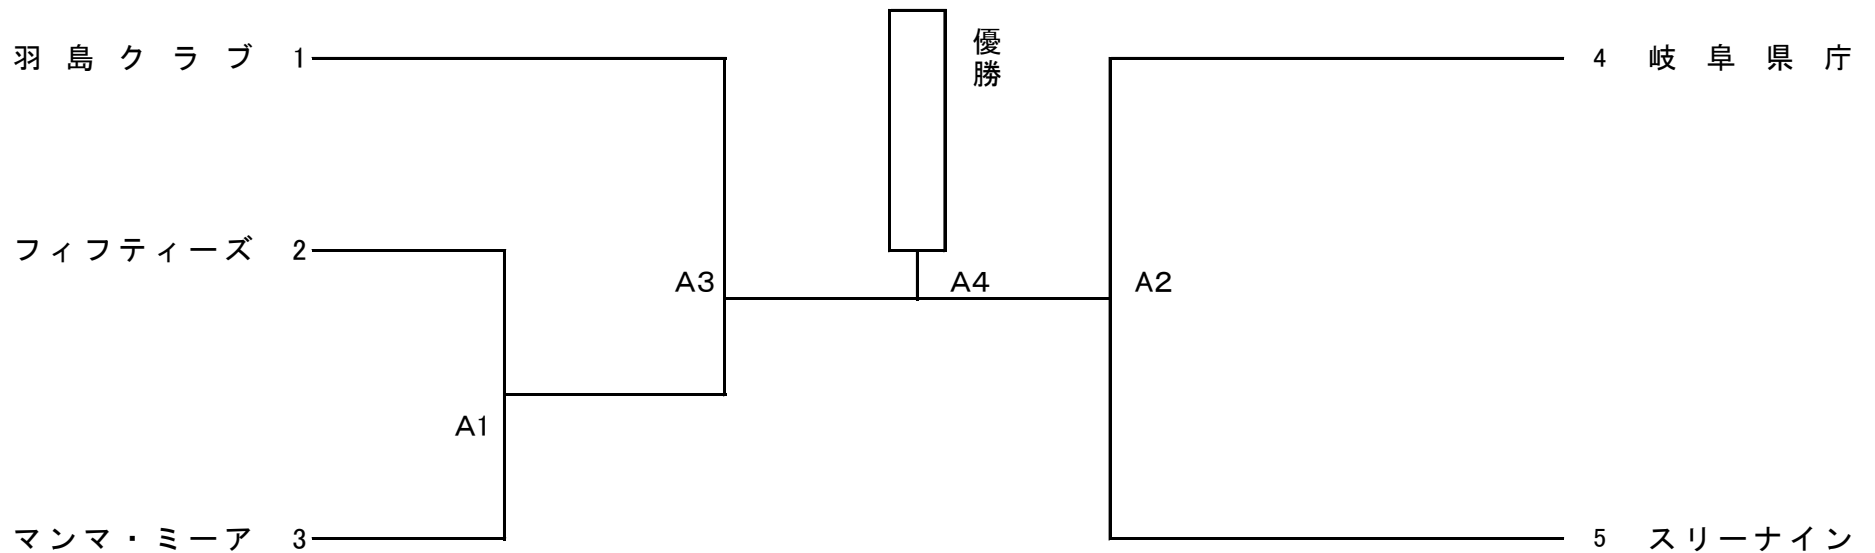 羽島クラブ 1
優勝
4 岐阜県庁
フィフティーズ 2
A3
A4
A2
A1
マンマ・ミーア 3
5 スリーナイン